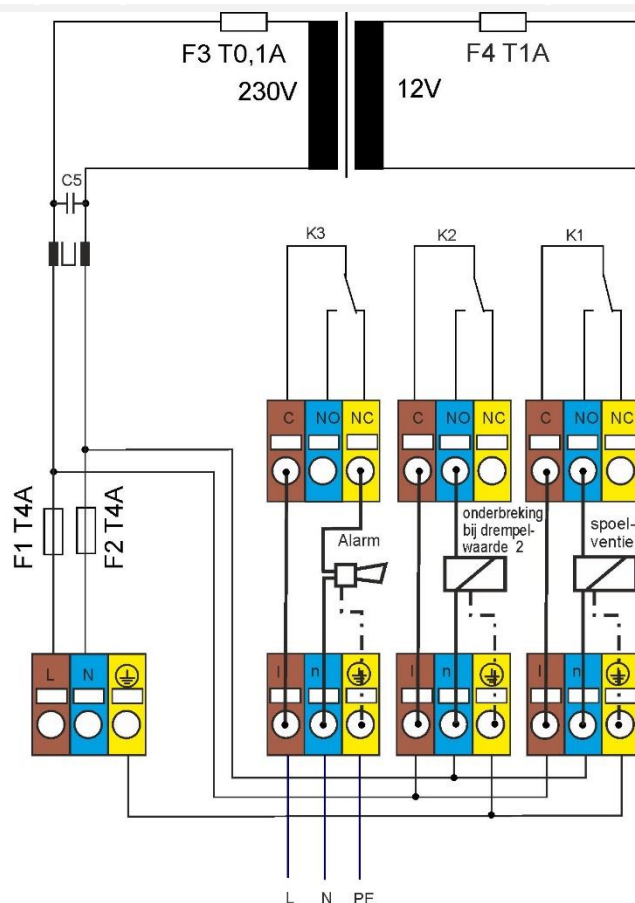 F3 T0,1A
F4 T1A
230V
12V
C5
K3
K2
K1
C NO NC
C NO NC
C NO NC
F1 T4A
F2 T4A
Alarm
onderbreking
bij drempel-
waarde 2
spoel-
ventie
L N
l n
l n
l n
L N PE